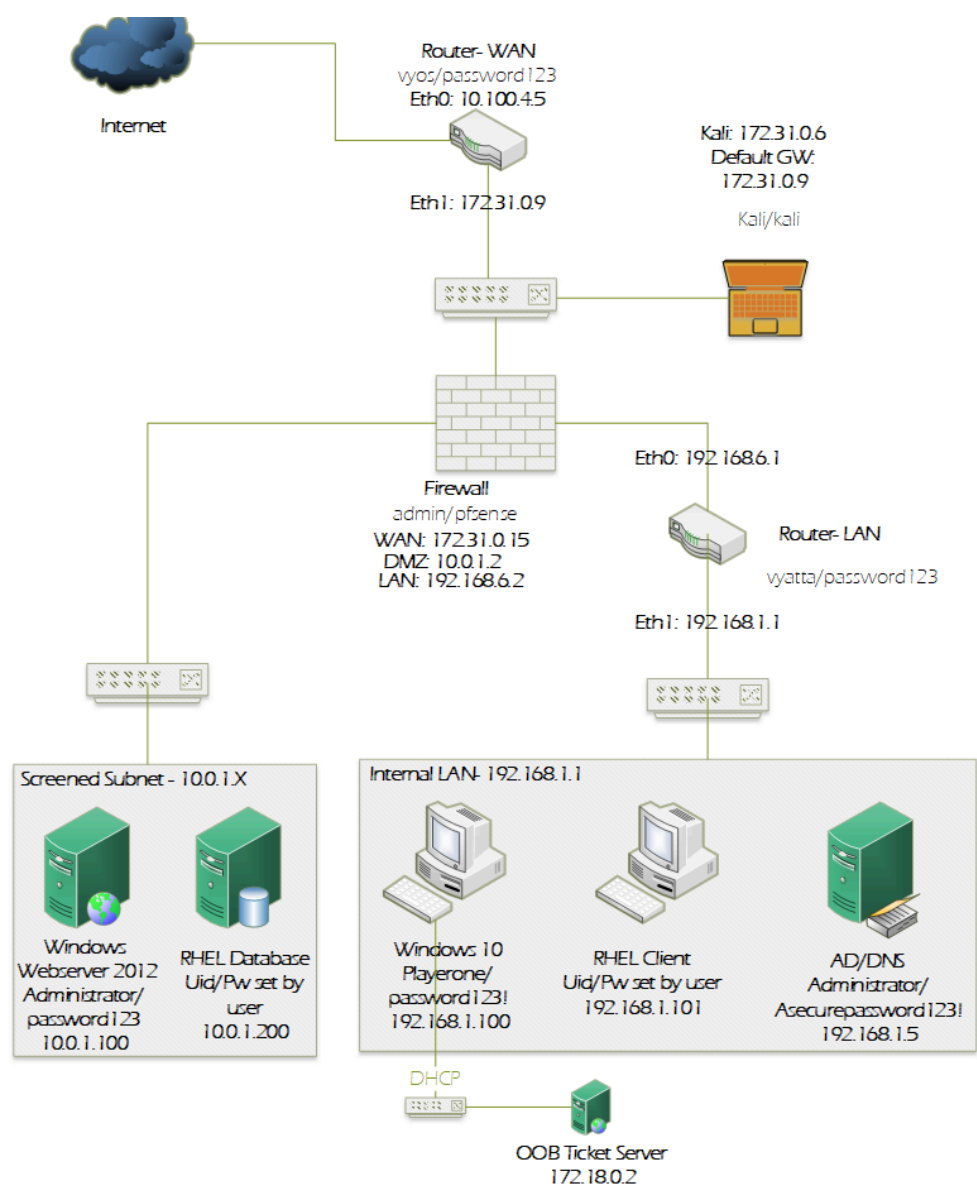 Internet
Router- WAN
vyos/password123
Eth0: 10.100.45
Eth1: 172.31.0.9
Kali: 172.31.0.6
Default GW:
172.31.0.9
Kali/kali
Firewall
admin/pfsense
WAN: 172.31.0.15
DMZ: 10.0.1.2
LAN: 192.168.6.2
Eth0: 192.168.6.1
Router- LAN
vyatta/password123
Eth1: 192.168.1.1
Screened Subnet - 10.0.1.X
Windows
Webserver 2012
Administrator/
password123
10.0.1.100
RHEL Database
Uid/Pw set by
user
10.0.1.200
Internal LAN- 192.168.1.1
Windows 10
Playerone/
password123!
192.168.1.100
RHEL Client
Uid/Pw set by user
192.168.1.101
AD/DNS
Administrator/
Asecurepassword123!
192.168.1.5
DHCP
OOB Ticket Server
172.18.0.2